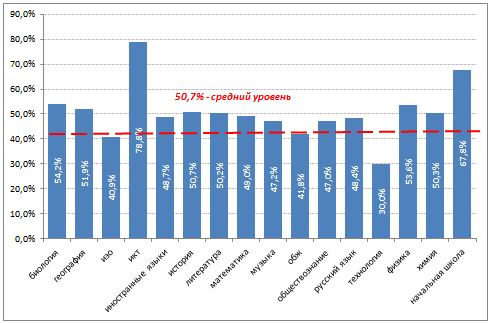 90,0%
80,0%
70,0%
60,0%
50,0%
40,0%
30,0%
20,0%
10,0%
0,0%
50,7% - средний уровень
54,2%
51,9%
40,9%
78,8%
48,7%
50,7%
50,2%
49,0%
47,2%
41,8%
47,0%
48,4%
30,0%
53,6%
50,3%
67,8%
биология
география
изо
икт
иностранные языки
история
литература
математика
музыка
обж
обществознание
русский язык
технология
физика
химия
начальная школа